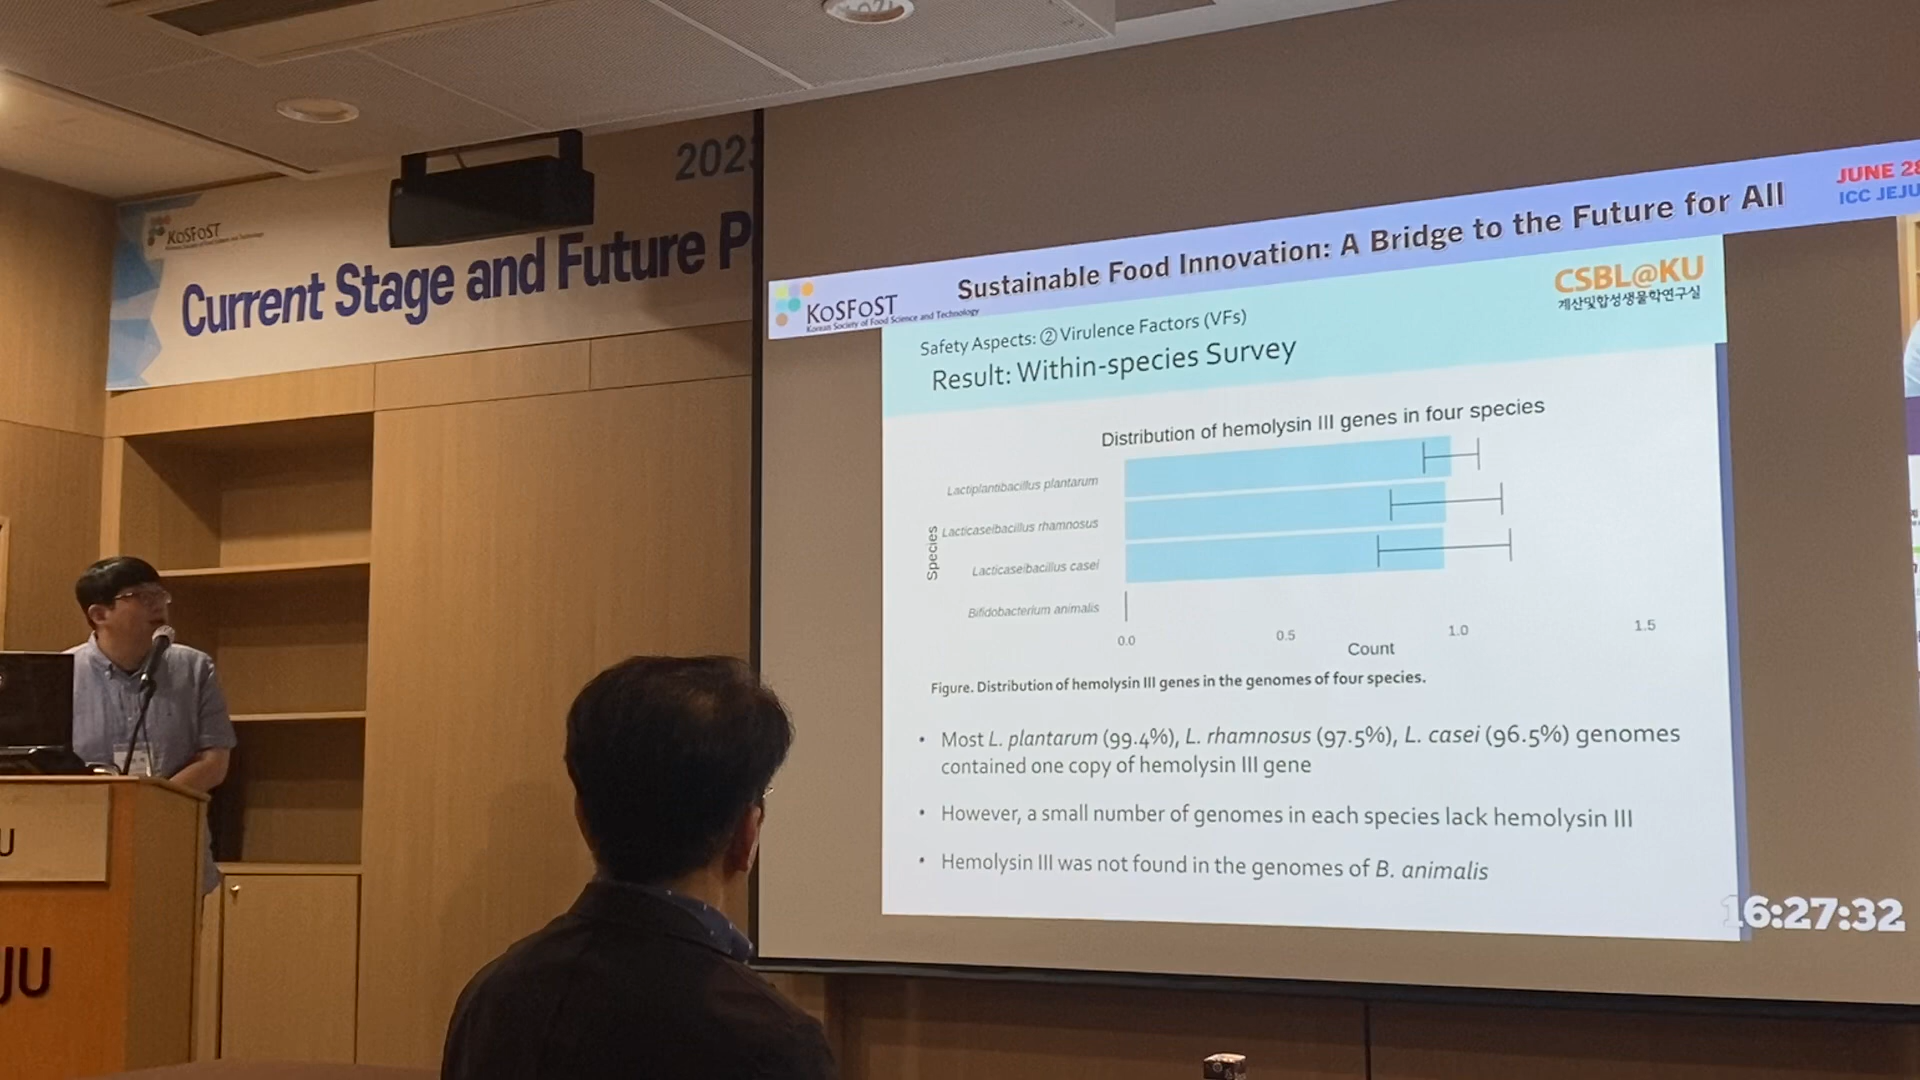 202
KoSFoST
Current Stage and Future P
Sustainable Food Innovation: A Bridge to the Future for All
JUNE 28
ICC JEJU
KoSFoST
Korean Society of Food Science and Technology
CSBL@KU
계산및합성생물학연구실
Safety Aspects: ② Virulence Factors (VFs)
Result: Within-species Survey
Distribution of hemolysin III genes in four species
Species
Lactiplantibacillus plantarum
Lacticaseibacillus rhamnosus
Lacticaseibacillus casei
Bifidobacterium animalis
0.0 0.5 1.0 1.5
Count
Figure. Distribution of hemolysin III genes in the genomes of four species.
• Most L. plantarum (99.4%), L. rhamnosus (97.5%), L. casei (96.5%) genomes
contained one copy of hemolysin III gene
• However, a small number of genomes in each species lack hemolysin III
• Hemolysin III was not found in the genomes of B. animalis
16:27:32
U
JU